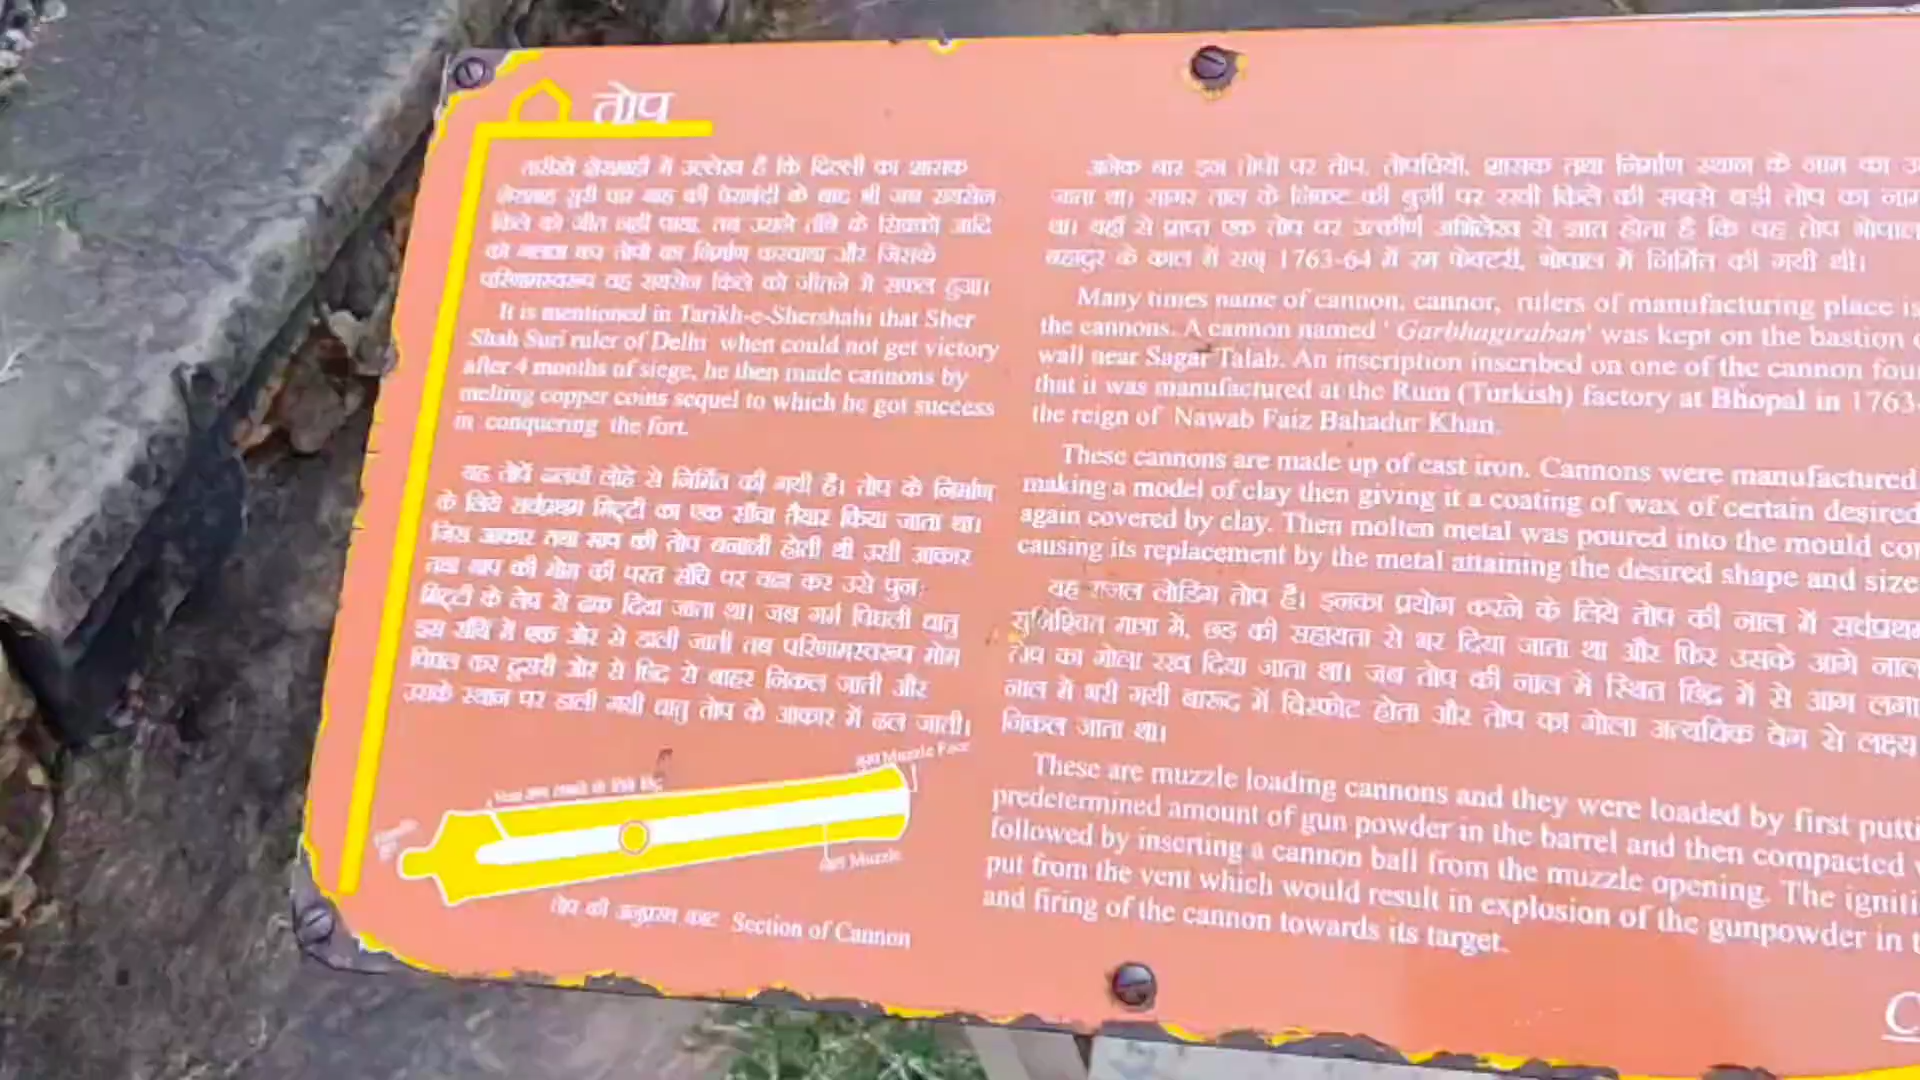 तोप
तारीखे शेरशाही में उल्लेख है कि दिल्ली का शासक
शेरशाह सूरी चार माह की घेराबंदी के बाद भी जब रायसेन
किले को जीत नहीं पाया, तब उसने ताँबे के सिक्कों आदि
को गलवा कर तोपों का निर्माण करवाया और जिसके
परिणामस्वरूप वह रायसेन किले को जीतने में सफल हुआ।
It is mentioned in Tarikh-e-Shershahi that Sher
Shah Suri ruler of Delhi when could not get victory
after 4 months of siege, he then made cannons by
melting copper coins sequel to which he got success
in conquering the fort.
यह तोपें ढलवाँ लोहे से निर्मित की गयी हैं। तोप के निर्माण
के लिये सर्वप्रथम मिट्टी का एक साँचा तैयार किया जाता था।
जिस आकार तथा माप की तोप बनानी होती थी उसी आकार
तथा माप की मोम की परत साँचे पर चढा कर उसे पुनः
मिट्टी के लेप से ढक दिया जाता था। जब गर्म पिघली धातु
इस साँचे में एक ओर से डाली जाती तब परिणामस्वरूप मोम
पिघल कर दूसरी ओर से छिद्र से बाहर निकल जाती और
उसके स्थान पर डाली गयी धातु तोप के आकार में ढल जाती।
मुख Muzzle Face
Muzzle
तोप की अनुप्रस्थ काट Section of Cannon
अनेक बार इन तोपों पर तोप, तोपचियों, शासक तथा निर्माण स्थान के नाम का
जाता था। सागर ताल के निकट की बुर्ज पर रखी किले की सबसे बडी तोप का नाम
था। यहाँ से प्राप्त एक तोप पर उत्कीर्ण अभिलेख से ज्ञात होता है कि वह तोप भोपाल
बहादुर के काल में सन् 1763-64 में रम फेक्टरी, भोपाल में निर्मित की गयी थी।
Many times name of cannon, cannor, rulers of manufacturing place is
the cannons. A cannon named ' Garbhagiraban' was kept on the bastion
wall near Sagar Talab. An inscription inscribed on one of the cannon fou
that it was manufactured at the Rum (Turkish) factory at Bhopal in 1763-
the reign of Nawab Faiz Bahadur Khan.
These cannons are made up of cast iron. Cannons were manufactured
making a model of clay then giving it a coating of wax of certain desired
again covered by clay. Then molten metal was poured into the mould co
causing its replacement by the metal attaining the desired shape and size
यह राजल लोडिंग तोप है। इनका प्रयोग करने के लिये तोप की नाल में सर्वप्रथम
सुनिश्चित मात्रा में, छड़ की सहायता से भर दिया जाता था और फिर उसके आगे नाल
तोप का गोला रख दिया जाता था। जब तोप की नाल में स्थित छिद्र में से आग लगा
नाल में भरी गयी बारूद में विस्फोट होता और तोप का गोला अत्यधिक वेग से लक्ष्य
निकल जाता था।
These are muzzle loading cannons and they were loaded by first putti
predetermined amount of gun powder in the barrel and then compacted
followed by inserting a cannon ball from the muzzle opening. The igniti
put from the vent which would result in explosion of the gunpowder in t
and firing of the cannon towards its target.
C